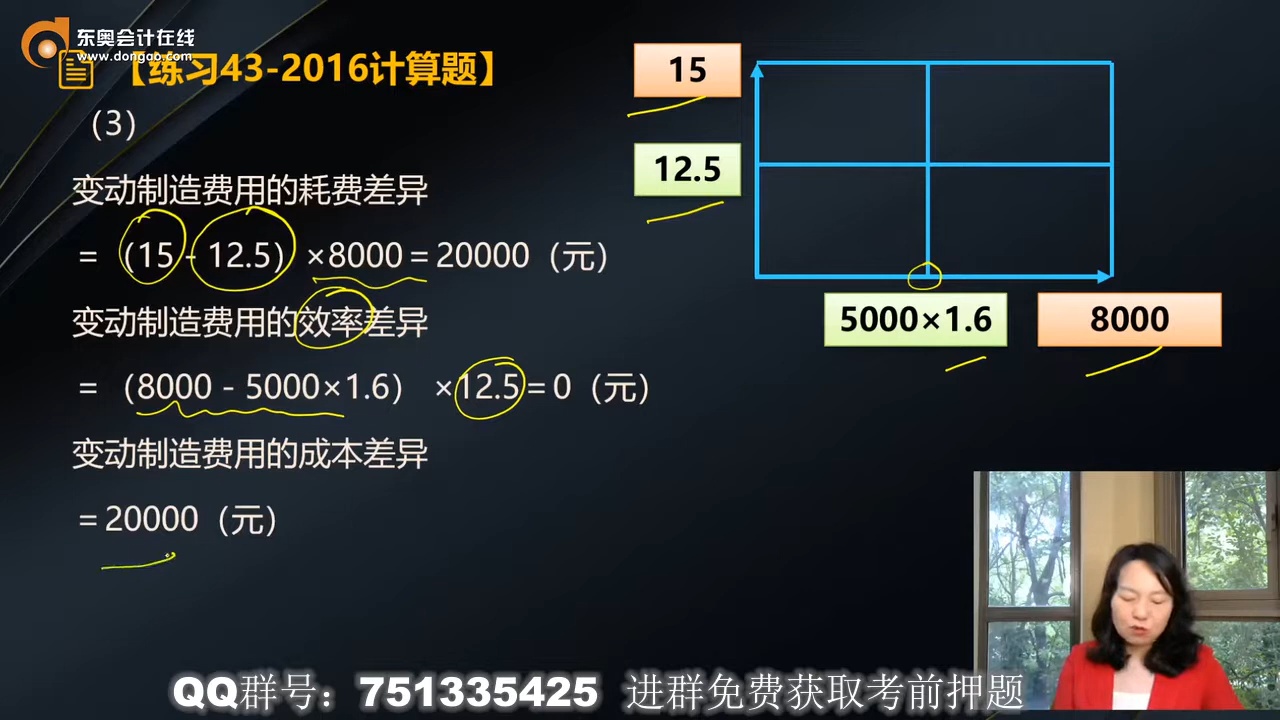 东奥会计在线
www.dongao.com
【练习43-2016计算题】
（3）
变动制造费用的耗费差异
＝（15－12.5）×8000＝20000（元）
变动制造费用的效率差异
＝（8000－5000×1.6） ×12.5＝0（元）
变动制造费用的成本差异
＝20000（元）
15
12.5
5000×1.6
8000
QQ群号：751335425 进群免费获取考前押题